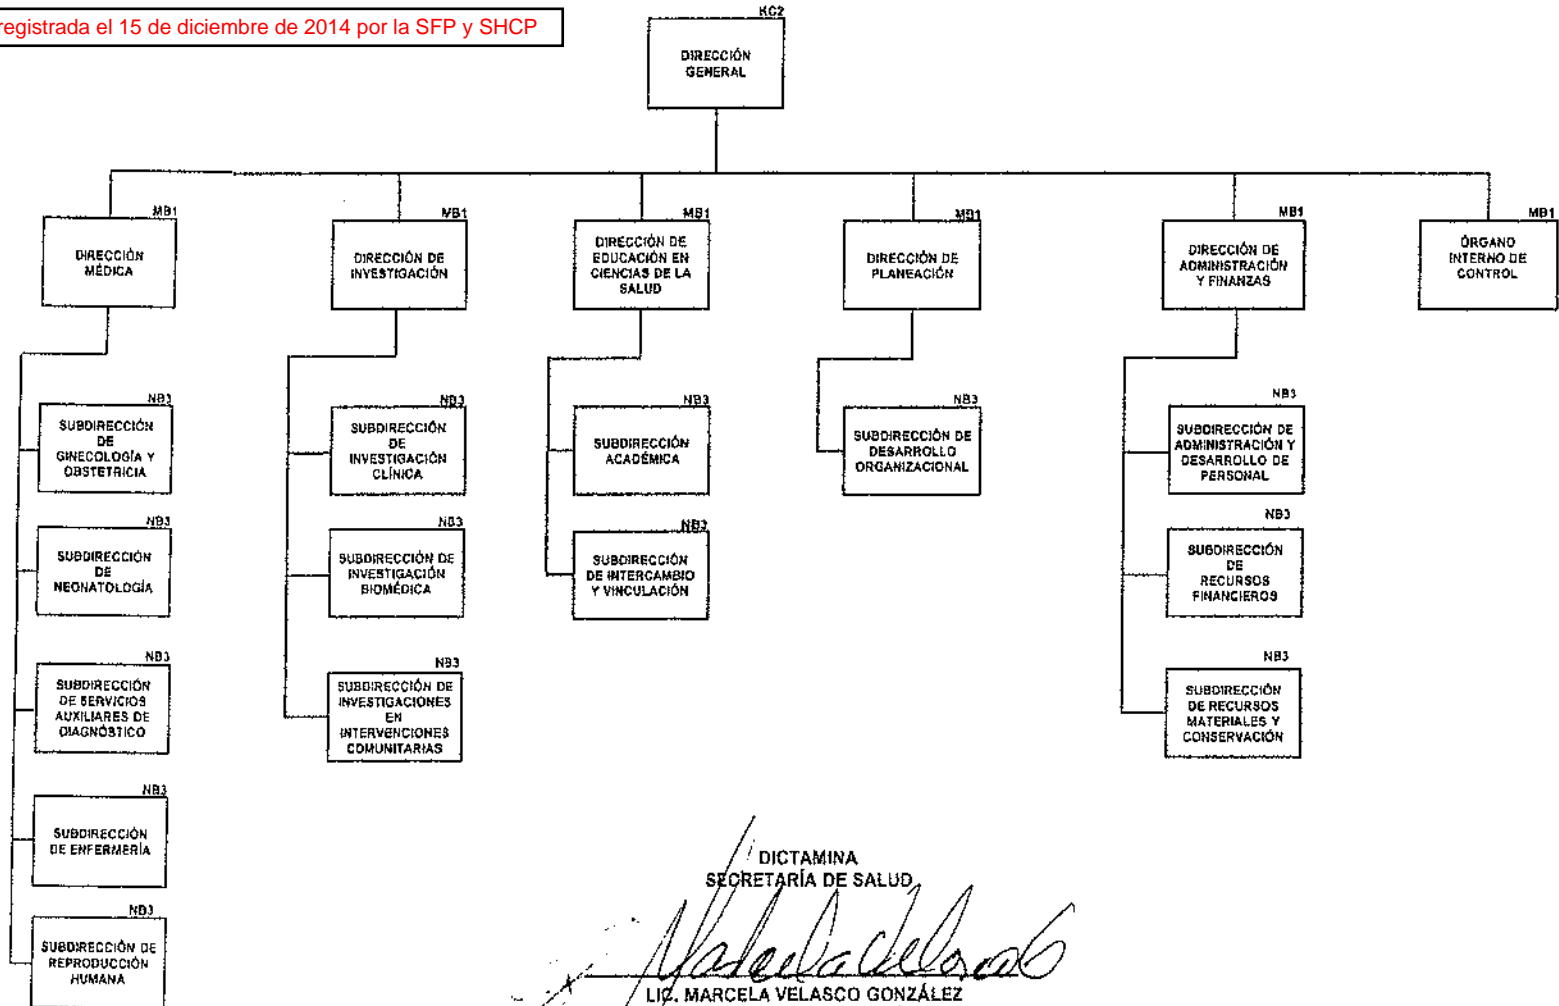 registrada el 15 de diciembre de 2014 por la SFP y SHCP
KC2
DIRECCIÓN
GENERAL
MB1
DIRECCIÓN
MÉDICA
MB1
DIRECCIÓN DE
INVESTIGACIÓN
MB1
DIRECCIÓN DE
EDUCACIÓN EN
CIENCIAS DE LA
SALUD
MB1
DIRECCIÓN DE
PLANEACIÓN
MB1
DIRECCIÓN DE
ADMINISTRACIÓN
Y FINANZAS
MB1
ÓRGANO
INTERNO DE
CONTROL
NB3
SUBDIRECCIÓN
DE
GINECOLOGÍA Y
OBSTETRICIA
NB3
SUBDIRECCIÓN
DE
NEONATOLOGÍA
NB3
SUBDIRECCIÓN
DE SERVICIOS
AUXILIARES DE
DIAGNÓSTICO
NB3
SUBDIRECCIÓN
DE ENFERMERÍA
NB3
SUBDIRECCIÓN DE
REPRODUCCIÓN
HUMANA
NB3
SUBDIRECCIÓN
DE
INVESTIGACIÓN
CLÍNICA
NB3
SUBDIRECCIÓN DE
INVESTIGACIÓN
BIOMÉDICA
NB3
SUBDIRECCIÓN DE
INVESTIGACIONES
EN
INTERVENCIONES
COMUNITARIAS
NB3
SUBDIRECCIÓN
ACADÉMICA
NB3
SUBDIRECCIÓN
DE INTERCAMBIO
Y VINCULACIÓN
NB3
SUBDIRECCIÓN DE
DESARROLLO
ORGANIZACIONAL
NB3
SUBDIRECCIÓN DE
ADMINISTRACIÓN Y
DESARROLLO DE
PERSONAL
NB3
SUBDIRECCIÓN
DE
RECURSOS
FINANCIEROS
NB3
SUBDIRECCIÓN
DE RECURSOS
MATERIALES Y
CONSERVACIÓN
DICTAMINA
SECRETARÍA DE SALUD
LIC. MARCELA VELASCO GONZÁLEZ